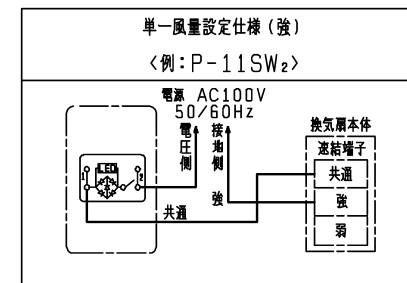 単一風量設定仕様（強）
〈例：P-11SW₂〉
電源 AC100V
50/60Hz
電圧側
接地側
換気扇本体
速結端子
LED
1
2
共通
強
弱
強
共通